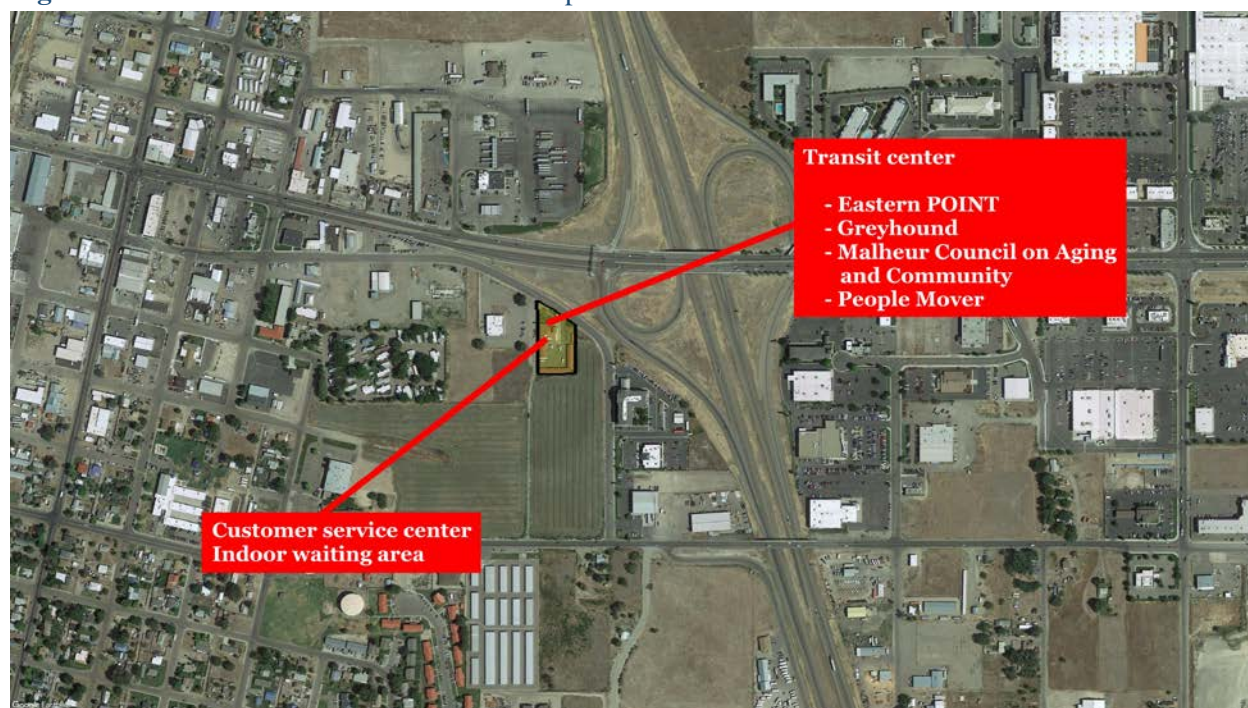 Transit center
- Eastern POINT
- Greyhound
- Malheur Council on Aging
and Community
- People Mover
Customer service center
Indoor waiting area